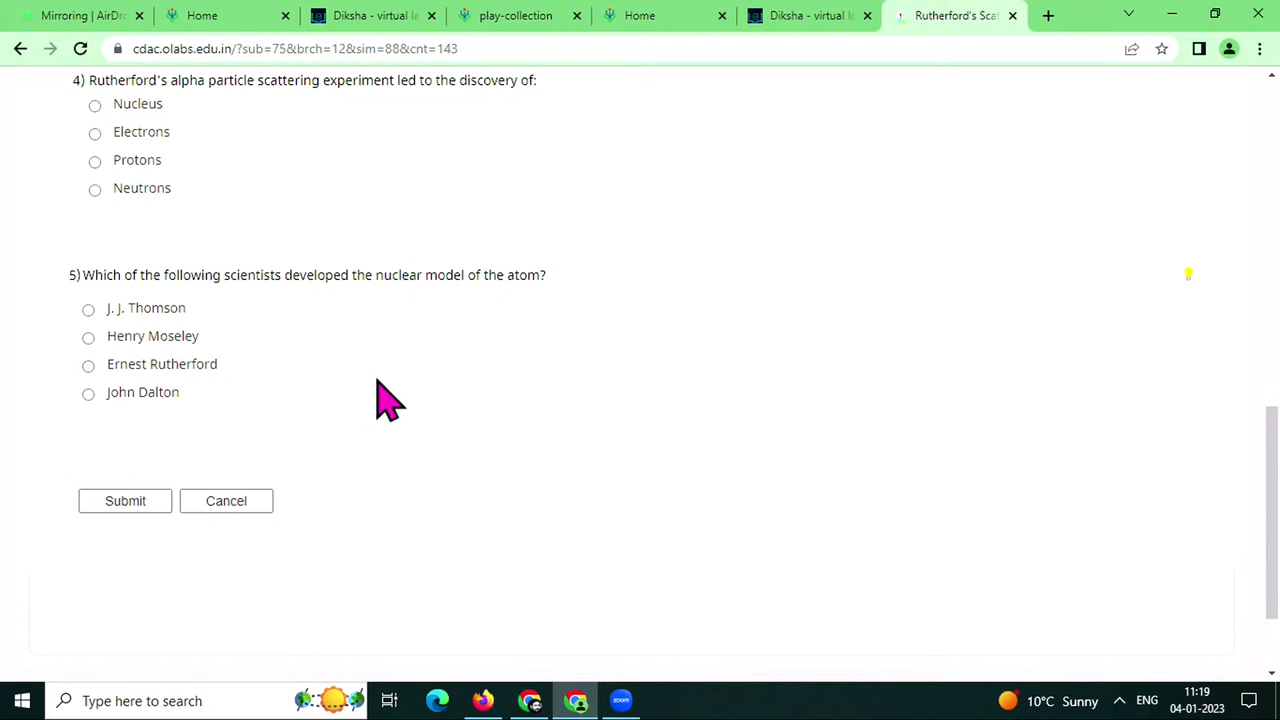 Mirroring | AirDro
Home
Diksha - virtual la
play-collection
Home
Diksha - virtual la
Rutherford's Scat
cdac.olabs.edu.in/?sub=75&brch=12&sim=88&cnt=143
4) Rutherford's alpha particle scattering experiment led to the discovery of:
Nucleus
Electrons
Protons
Neutrons
5) Which of the following scientists developed the nuclear model of the atom?
J. J. Thomson
Henry Moseley
Ernest Rutherford
John Dalton
Submit Cancel
Type here to search
zoom
10°C Sunny
ENG
11:19
04-01-2023